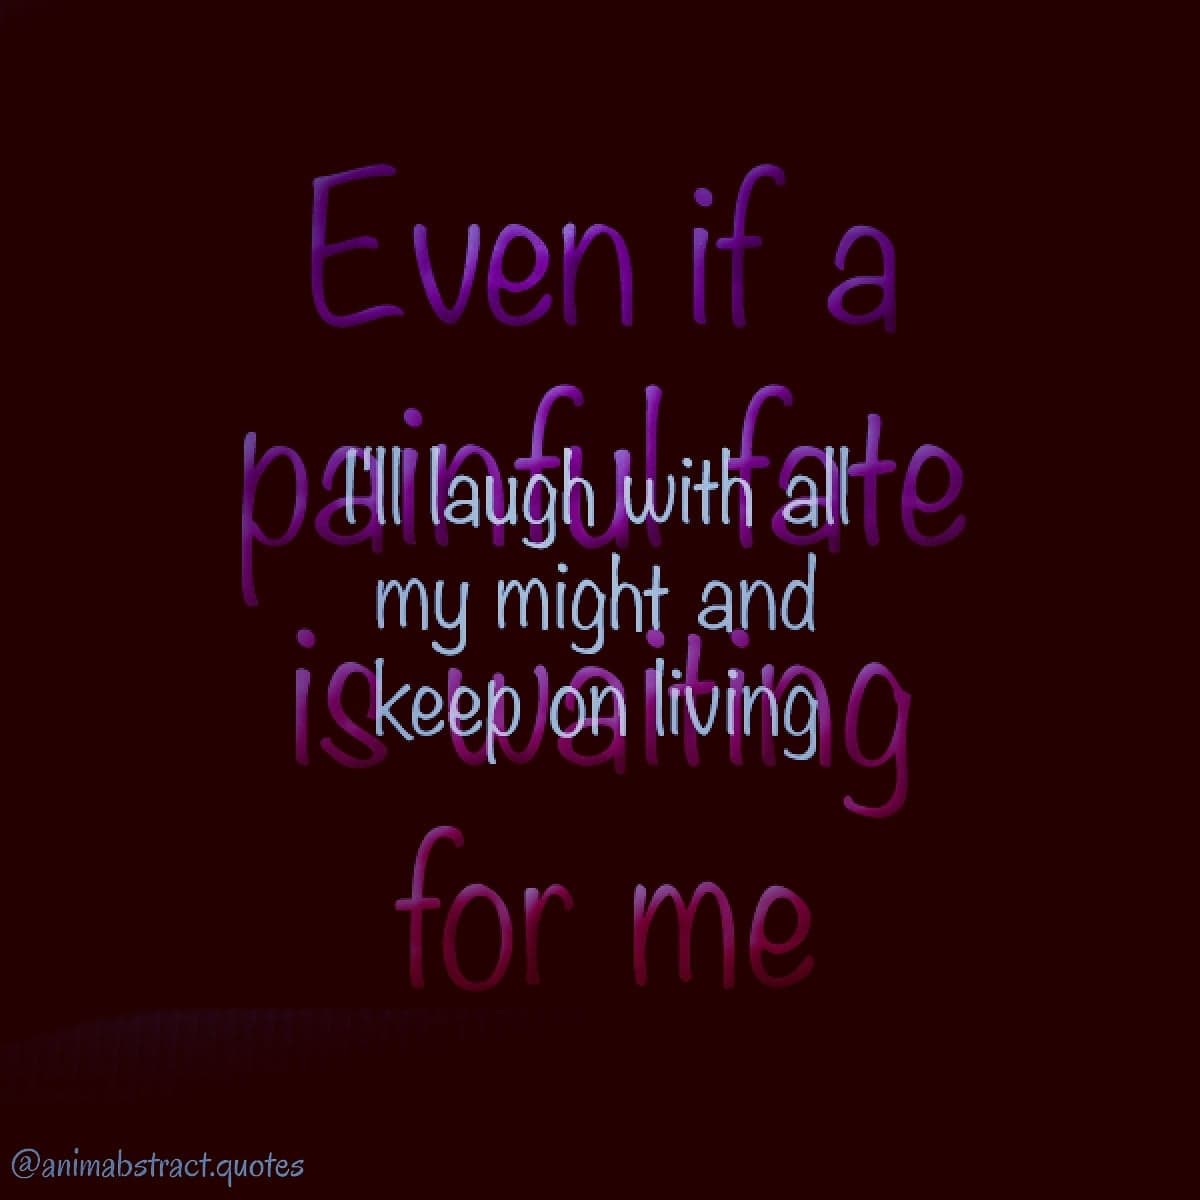 Even if a
painful fate
is waiting
for me
I'll laugh with all
my might and
keep on living
@animabstract.quotes